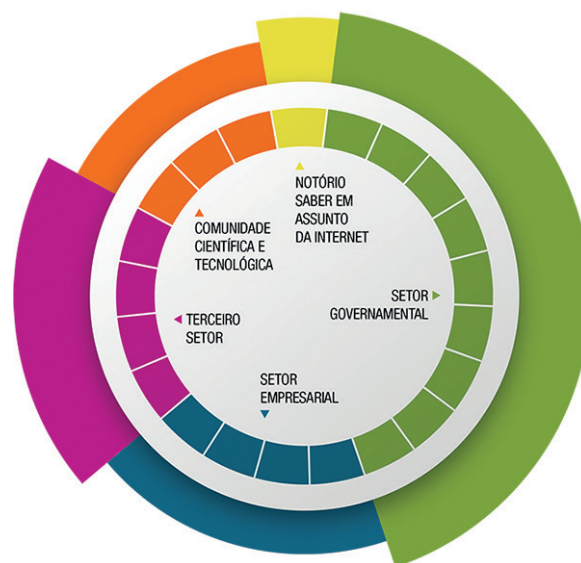 NOTÓRIO
SABER EM
ASSUNTO
DA INTERNET
COMUNIDADE
CIENTÍFICA E
TECNOLÓGICA
SETOR
GOVERNAMENTAL
TERCEIRO
SETOR
SETOR
EMPRESARIAL